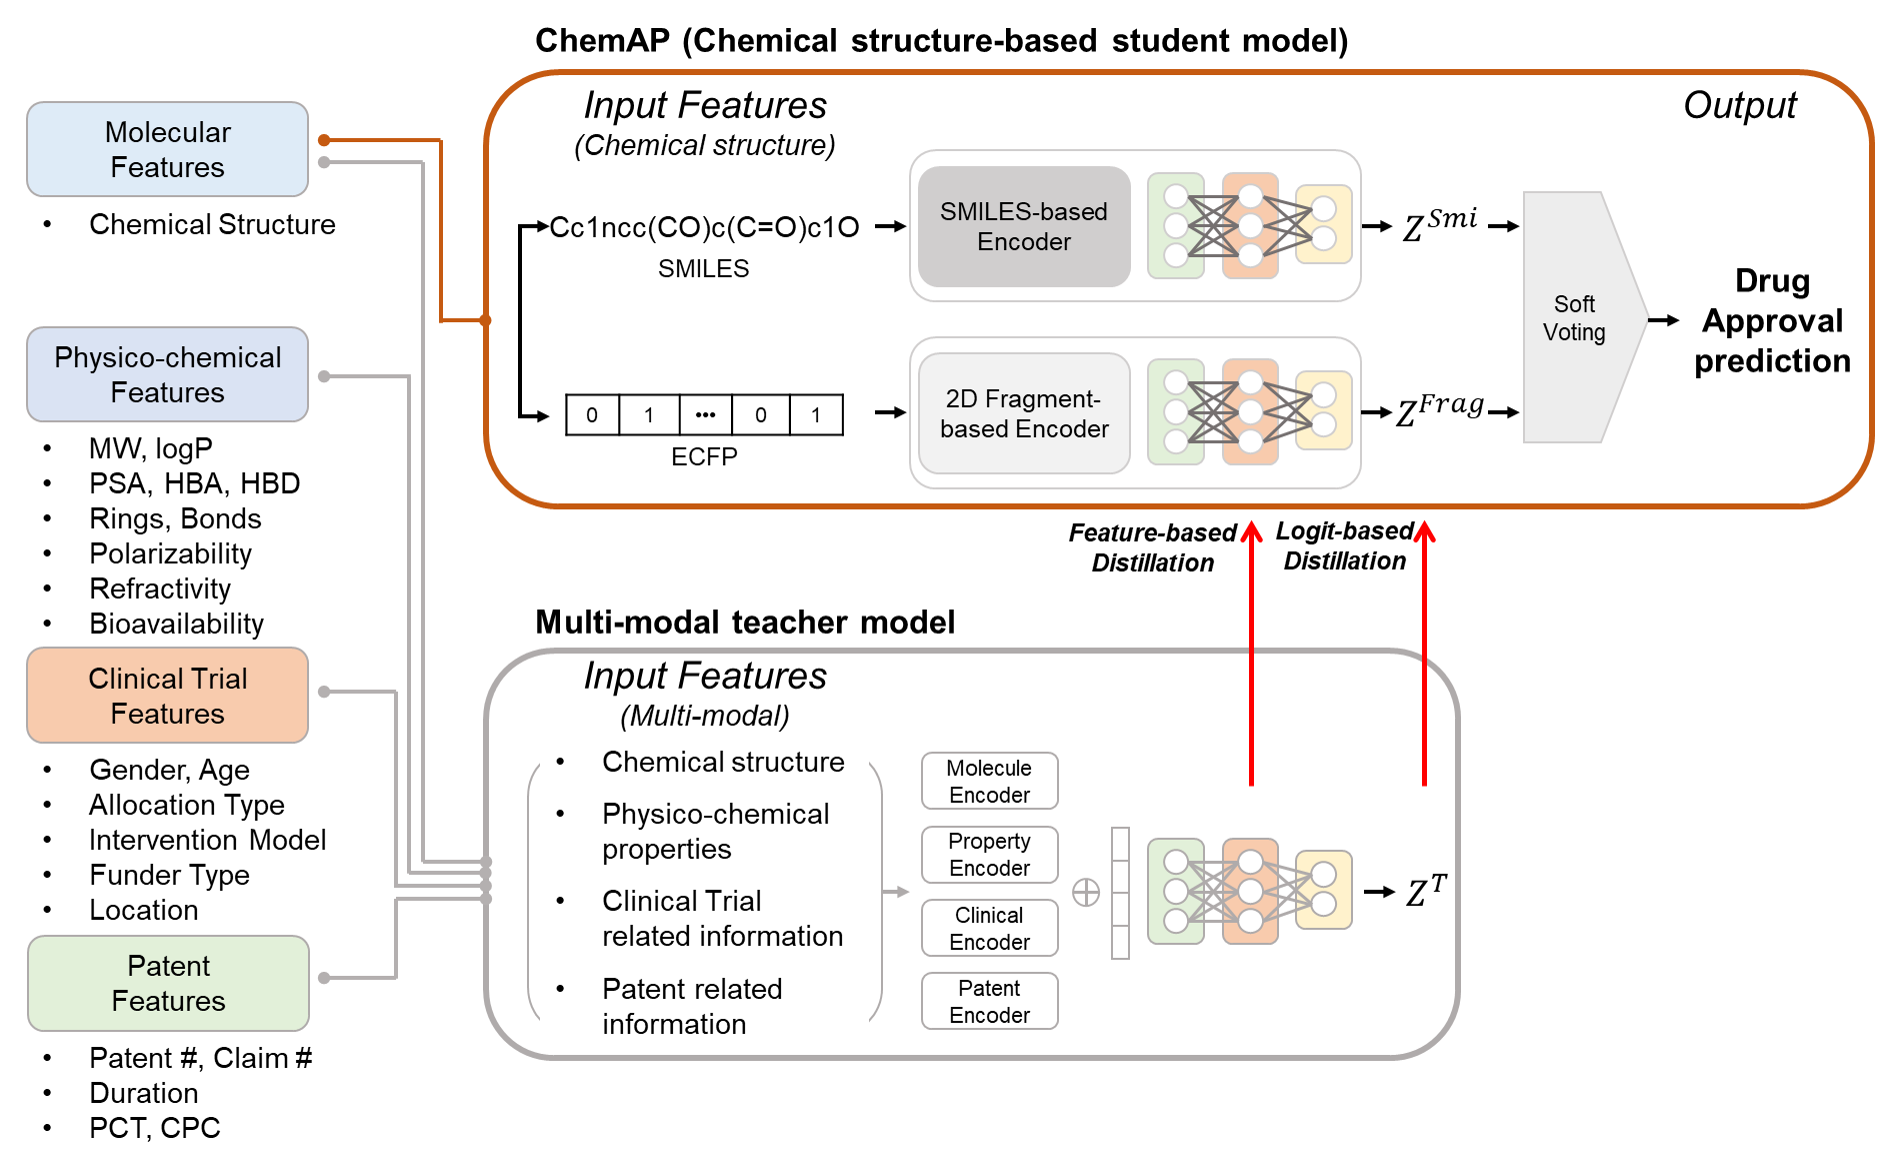 ChemAP (Chemical structure-based student model)
Molecular
Features
• Chemical Structure
Physico-chemical
Features
• MW, logP
• PSA, HBA, HBD
• Rings, Bonds
• Polarizability
• Refractivity
• Bioavailability
Clinical Trial
Features
• Gender, Age
• Allocation Type
• Intervention Model
• Funder Type
• Location
Patent
Features
• Patent #, Claim #
• Duration
• PCT, CPC
Input Features
(Chemical structure)
Output
Cc1ncc(CO)c(C=O)c1O
SMILES
SMILES-based
Encoder
Z^Smi
0 1 ••• 0 1
ECFP
2D Fragment-
based Encoder
Z^Frag
Soft
Voting
Drug
Approval
prediction
Feature-based
Distillation
Logit-based
Distillation
Multi-modal teacher model
Input Features
(Multi-modal)
• Chemical structure
• Physico-chemical
properties
• Clinical Trial
related information
• Patent related
information
Molecule
Encoder
Property
Encoder
Clinical
Encoder
Patent
Encoder
Z^T